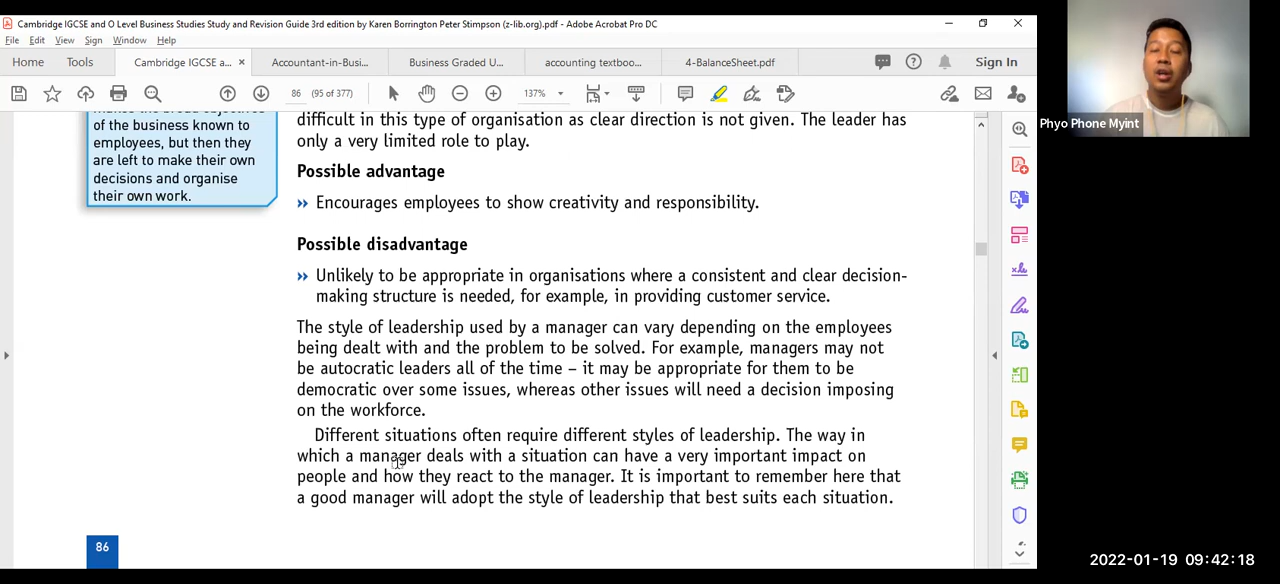 Cambridge IGCSE and O Level Business Studies Study and Revision Guide 3rd edition by Karen Borrington Peter Stimpson (z-lib.org).pdf - Adobe Acrobat Pro DC
File Edit View Sign Window Help
Home Tools Cambridge IGCSE a... × Accountant-in-Busi... Business Graded U... accounting textboo... 4-BalanceSheet.pdf Sign In
86 (95 of 377) 137%
of the business known to
employees, but then they
are left to make their own
decisions and organise
their own work.
difficult in this type of organisation as clear direction is not given. The leader has
only a very limited role to play.
Possible advantage
» Encourages employees to show creativity and responsibility.
Possible disadvantage
» Unlikely to be appropriate in organisations where a consistent and clear decision-
making structure is needed, for example, in providing customer service.
The style of leadership used by a manager can vary depending on the employees
being dealt with and the problem to be solved. For example, managers may not
be autocratic leaders all of the time – it may be appropriate for them to be
democratic over some issues, whereas other issues will need a decision imposing
on the workforce.
Different situations often require different styles of leadership. The way in
which a manager deals with a situation can have a very important impact on
people and how they react to the manager. It is important to remember here that
a good manager will adopt the style of leadership that best suits each situation.
86
Phyo Phone Myint
2022-01-19 09:42:18